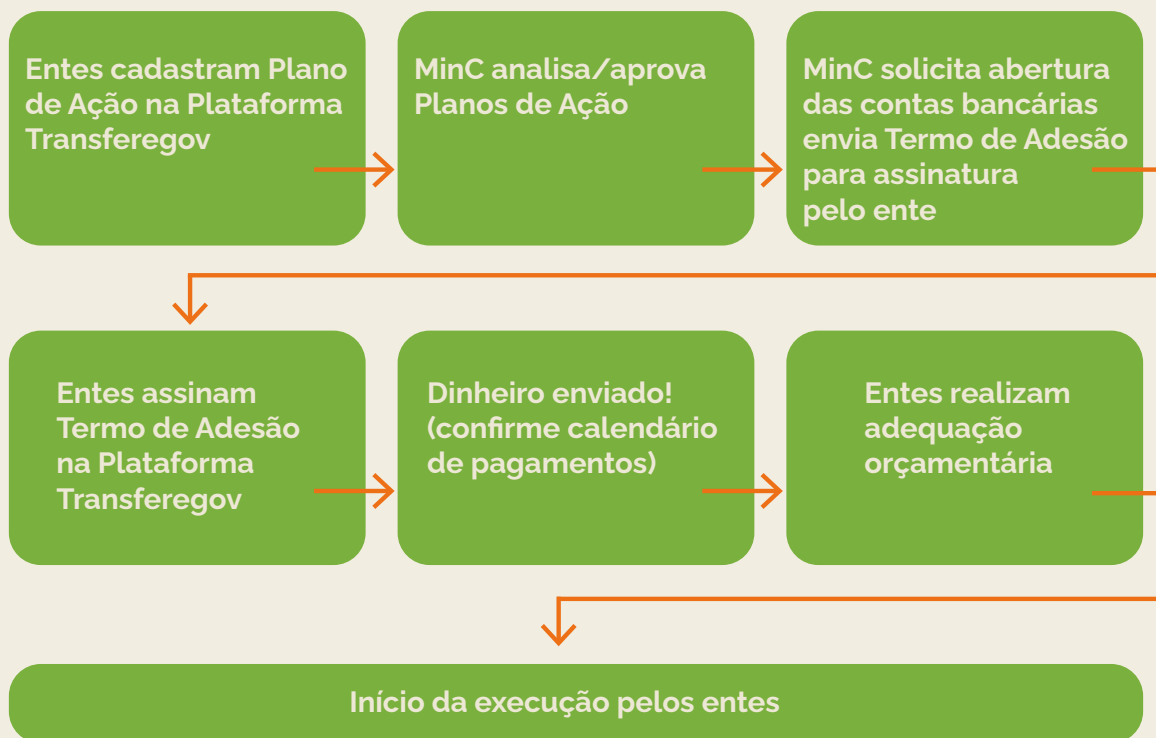 Entes cadastram Plano
de Ação na Plataforma
Transferegov
MinC analisa/aprova
Planos de Ação
MinC solicita abertura
das contas bancárias
envia Termo de Adesão
para assinatura
pelo ente
Entes assinam
Termo de Adesão
na Plataforma
Transferegov
Dinheiro enviado!
(confirme calendário
de pagamentos)
Entes realizam
adequação
orçamentária
Início da execução pelos entes